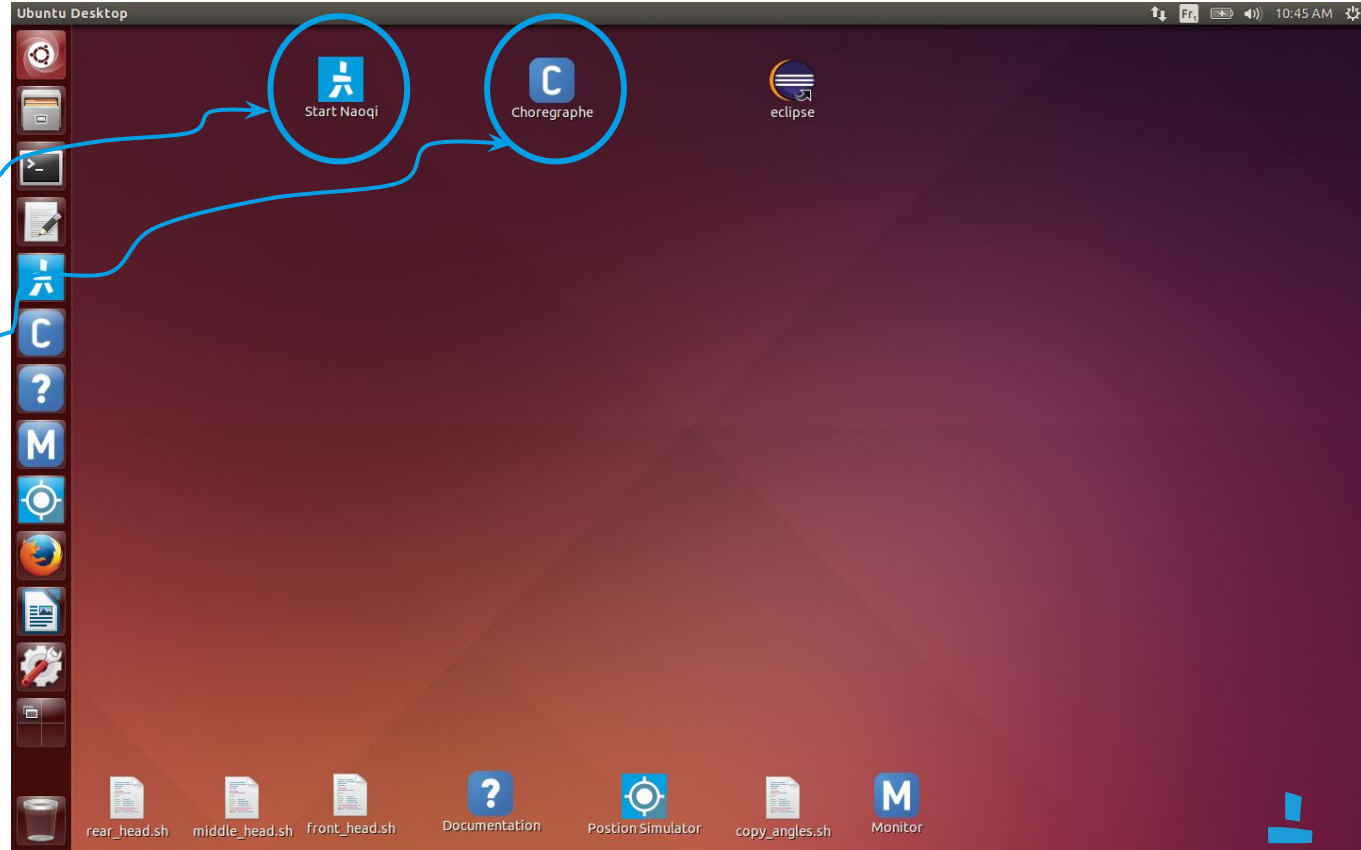 Ubuntu Desktop
Fr1
10:45 AM
Start Naoqi
Choregraphe
eclipse
C
C
?
M
?
M
rear_head.sh
middle_head.sh
front_head.sh
Documentation
Postion Simulator
copy_angles.sh
Monitor